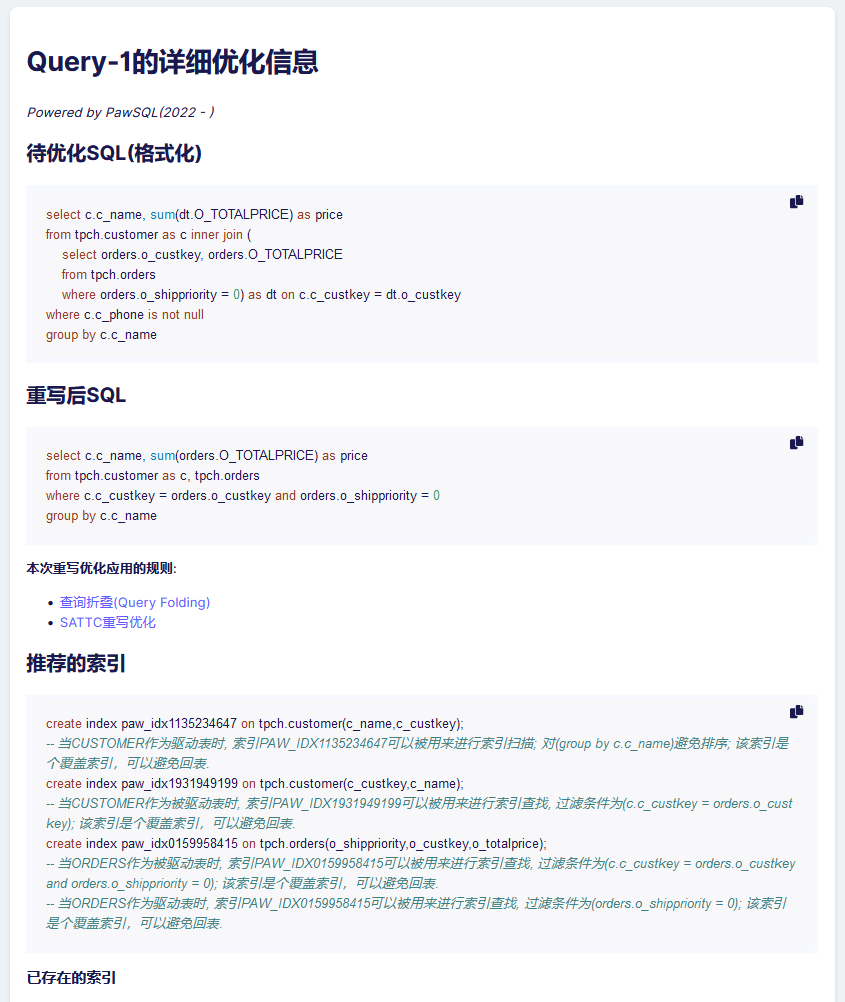 Query-1的详细优化信息
Powered by PawSQL(2022 - )
待优化SQL(格式化)
select c.c_name, sum(dt.O_TOTALPRICE) as price
from tpch.customer as c inner join (
select orders.o_custkey, orders.O_TOTALPRICE
from tpch.orders
where orders.o_shippriority = 0) as dt on c.c_custkey = dt.o_custkey
where c.c_phone is not null
group by c.c_name
重写后SQL
select c.c_name, sum(orders.O_TOTALPRICE) as price
from tpch.customer as c, tpch.orders
where c.c_custkey = orders.o_custkey and orders.o_shippriority = 0
group by c.c_name
本次重写优化应用的规则:
• 查询折叠(Query Folding)
• SATTC重写优化
推荐的索引
create index paw_idx1135234647 on tpch.customer(c_name,c_custkey);
-- 当CUSTOMER作为驱动表时, 索引PAW_IDX1135234647可以被用来进行索引扫描; 对(group by c.c_name)避免排序; 该索引是
个覆盖索引，可以避免回表.
create index paw_idx1931949199 on tpch.customer(c_custkey,c_name);
-- 当CUSTOMER作为被驱动表时, 索引PAW_IDX1931949199可以被用来进行索引查找, 过滤条件为(c.c_custkey = orders.o_cust
key); 该索引是个覆盖索引，可以避免回表.
create index paw_idx0159958415 on tpch.orders(o_shippriority,o_custkey,o_totalprice);
-- 当ORDERS作为被驱动表时, 索引PAW_IDX0159958415可以被用来进行索引查找, 过滤条件为(c.c_custkey = orders.o_custkey
and orders.o_shippriority = 0); 该索引是个覆盖索引，可以避免回表.
-- 当ORDERS作为驱动表时, 索引PAW_IDX0159958415可以被用来进行索引查找, 过滤条件为(orders.o_shippriority = 0); 该索引
是个覆盖索引，可以避免回表.
已存在的索引